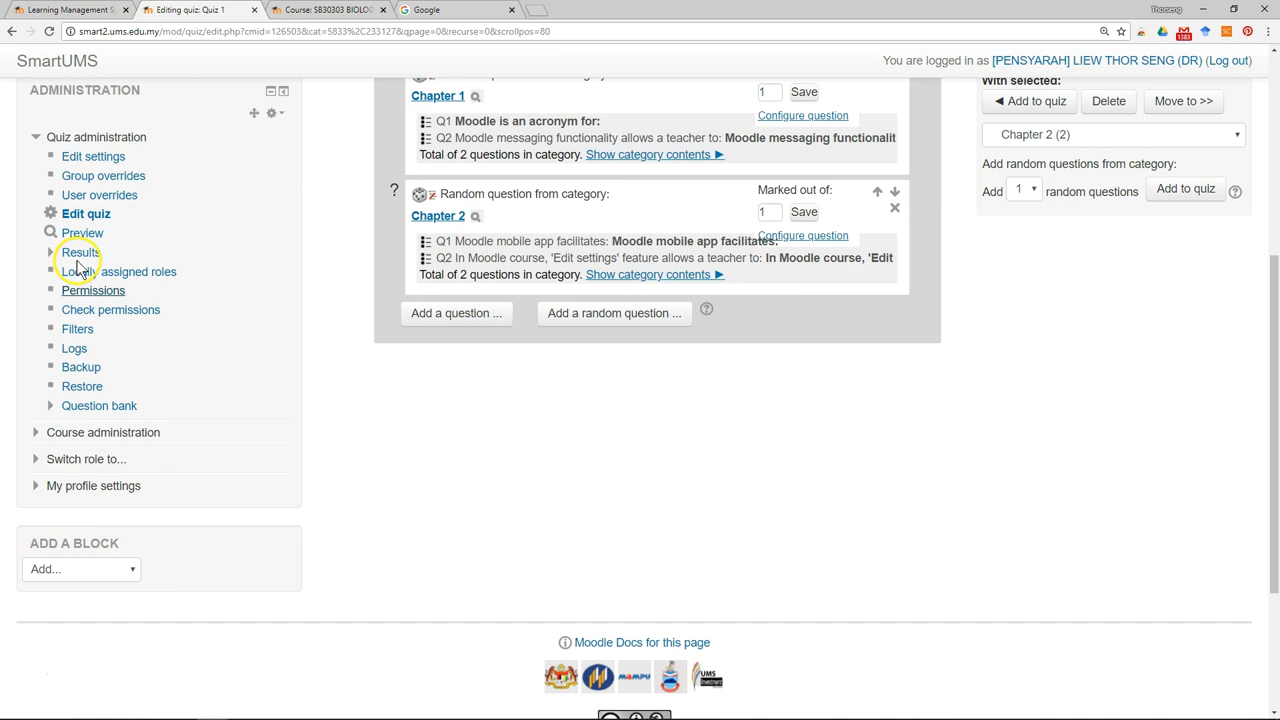 Learning Management S
Editing quiz: Quiz 1
Course: SB30303 BIOLOG
Google
Thorseng
smart2.ums.edu.my/mod/quiz/edit.php?cmid=126503&cat=5833%2C233127&qpage=0&recurse=0&scrollpos=80
1383
SC
SmartUMS
You are logged in as [PENSYARAH] LIEW THOR SENG (DR) (Log out)
ADMINISTRATION
Quiz administration
Edit settings
Group overrides
User overrides
Edit quiz
Preview
Results
Locally assigned roles
Permissions
Check permissions
Filters
Logs
Backup
Restore
Question bank
Course administration
Switch role to...
My profile settings
ADD A BLOCK
Add...
Chapter 1
1 Save
Configure question
Q1 Moodle is an acronym for:
Q2 Moodle messaging functionality allows a teacher to: Moodle messaging functionalit
Total of 2 questions in category. Show category contents ►
? Random question from category:
Marked out of:
Chapter 2
1 Save
Configure question
Q1 Moodle mobile app facilitates: Moodle mobile app facilitates:
Q2 In Moodle course, 'Edit settings' feature allows a teacher to: In Moodle course, 'Edit
Total of 2 questions in category. Show category contents ►
Add a question ...
Add a random question ...
?
With selected:
◄ Add to quiz
Delete
Move to >>
Chapter 2 (2)
Add random questions from category:
Add 1 random questions Add to quiz ?
Moodle Docs for this page
MAMPU
UMS
Investment